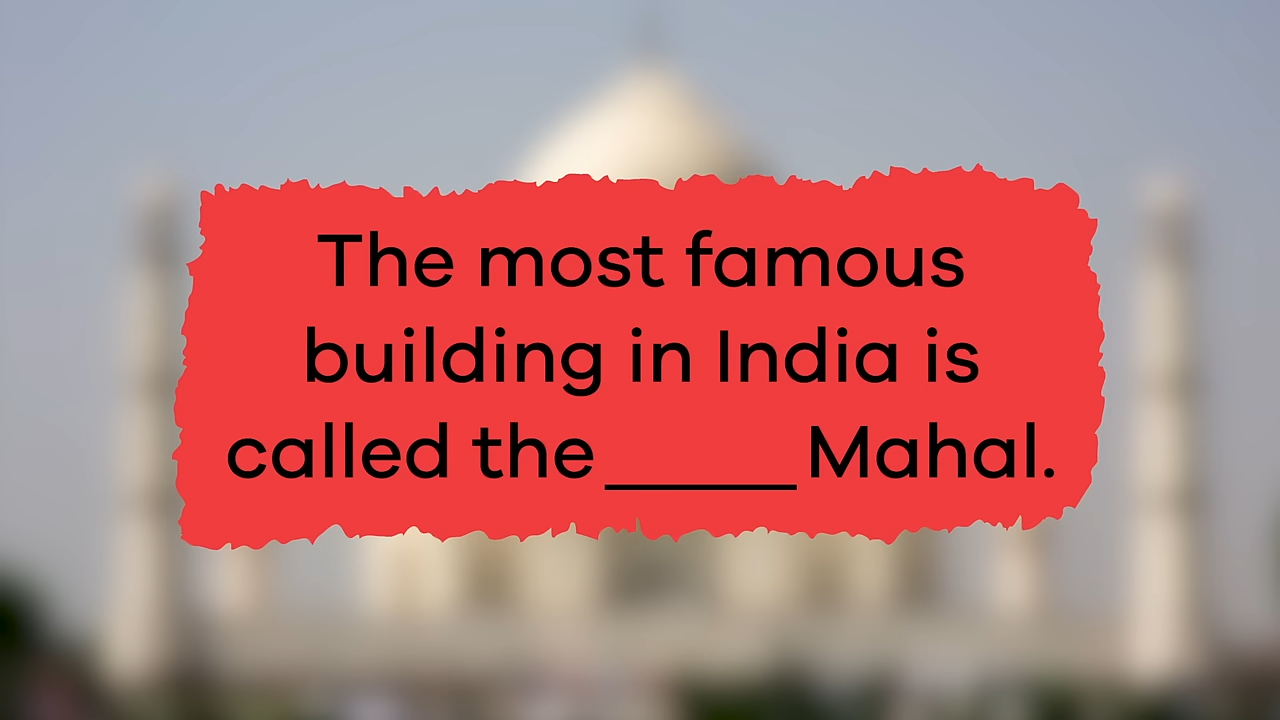 The most famous
building in India is
called the _____ Mahal.